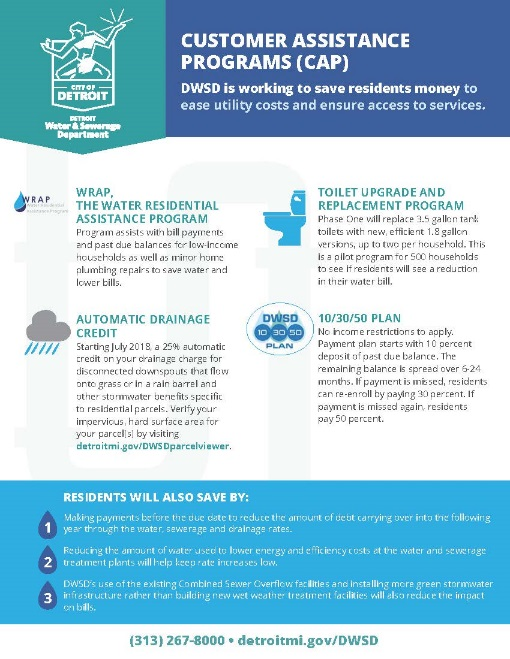 CITY OF
DETROIT
DETROIT
Water & Sewerage
Department
CUSTOMER ASSISTANCE
PROGRAMS (CAP)
DWSD is working to save residents money to
ease utility costs and ensure access to services.
WRAP
Water Residential
Assistance Program
WRAP,
THE WATER RESIDENTIAL
ASSISTANCE PROGRAM
Program assists with bill payments
and past due balances for low-income
households as well as minor home
plumbing repairs to save water and
lower bills.
TOILET UPGRADE AND
REPLACEMENT PROGRAM
Phase One will replace 3.5 gallon tank
toilets with new, efficient 1.8 gallon
versions, up to two per household. This
is a pilot program for 500 households
to see if residents will see a reduction
in their water bill.
AUTOMATIC DRAINAGE
CREDIT
Starting July 2018, a 25% automatic
credit on your drainage charge for
disconnected downspouts that flow
onto grass or in a rain barrel and
other stormwater benefits specific
to residential parcels. Verify your
impervious, hard surface area for
your parcel[s] by visiting
detroitmi.gov/DWSDparcelviewer.
DWSD
10 30 50
PLAN
10/30/50 PLAN
No income restrictions to apply.
Payment plan starts with 10 percent
deposit of past due balance. The
remaining balance is spread over 6-24
months. If payment is missed, residents
can re-enroll by paying 30 percent. If
payment is missed again, residents
pay 50 percent.
RESIDENTS WILL ALSO SAVE BY:
1 Making payments before the due date to reduce the amount of debt carrying over into the following
year through the water, sewerage and drainage rates.
2 Reducing the amount of water used to lower energy and efficiency costs at the water and sewerage
treatment plants will help keep rate increases low.
3 DWSD's use of the existing Combined Sewer Overflow facilities and installing more green stormwater
infrastructure rather than building new wet weather treatment facilities will also reduce the impact
on bills.
(313) 267-8000 • detroitmi.gov/DWSD